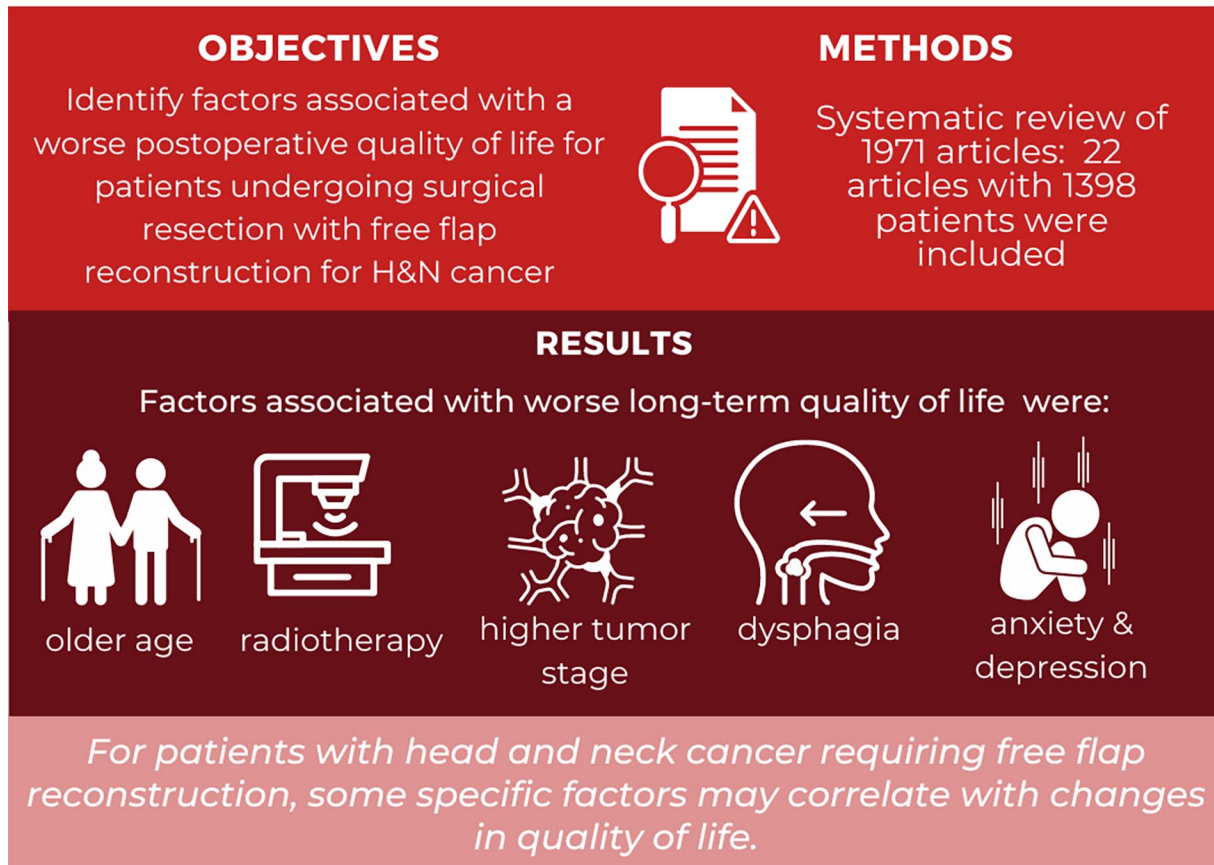 OBJECTIVES
Identify factors associated with a
worse postoperative quality of life for
patients undergoing surgical
resection with free flap
reconstruction for H&N cancer
METHODS
Systematic review of
1971 articles: 22
articles with 1398
patients were
included
RESULTS
Factors associated with worse long-term quality of life were:
older age
radiotherapy
higher tumor
stage
dysphagia
anxiety &
depression
For patients with head and neck cancer requiring free flap
reconstruction, some specific factors may correlate with changes
in quality of life.